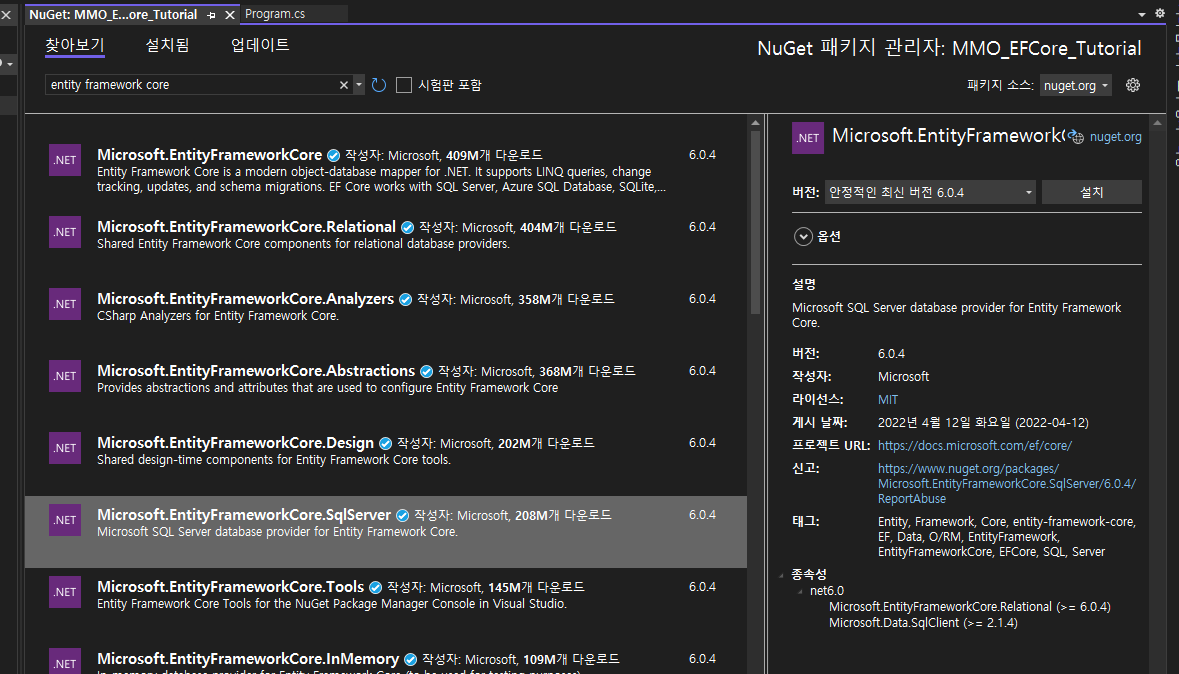 NuGet: MMO_E...ore_Tutorial
Program.cs
찾아보기 설치됨 업데이트
NuGet 패키지 관리자: MMO_EFCore_Tutorial
entity framework core
시험판 포함
패키지 소스: nuget.org
.NET
Microsoft.EntityFrameworkCore 작성자: Microsoft, 409M개 다운로드
6.0.4
Entity Framework Core is a modern object-database mapper for .NET. It supports LINQ queries, change
tracking, updates, and schema migrations. EF Core works with SQL Server, Azure SQL Database, SQLite,...
.NET
Microsoft.EntityFrameworkCore.Relational 작성자: Microsoft, 404M개 다운로드
6.0.4
Shared Entity Framework Core components for relational database providers.
.NET
Microsoft.EntityFrameworkCore.Analyzers 작성자: Microsoft, 358M개 다운로드
6.0.4
CSharp Analyzers for Entity Framework Core.
.NET
Microsoft.EntityFrameworkCore.Abstractions 작성자: Microsoft, 368M개 다운로드
6.0.4
Provides abstractions and attributes that are used to configure Entity Framework Core
.NET
Microsoft.EntityFrameworkCore.Design 작성자: Microsoft, 202M개 다운로드
6.0.4
Shared design-time components for Entity Framework Core tools.
.NET
Microsoft.EntityFrameworkCore.SqlServer 작성자: Microsoft, 208M개 다운로드
6.0.4
Microsoft SQL Server database provider for Entity Framework Core.
.NET
Microsoft.EntityFrameworkCore.Tools 작성자: Microsoft, 145M개 다운로드
6.0.4
Entity Framework Core Tools for the NuGet Package Manager Console in Visual Studio.
.NET
Microsoft.EntityFrameworkCore.InMemory 작성자: Microsoft, 109M개 다운로드
6.0.4
In-memory database provider for Entity Framework Core (to be used for testing purposes).
.NET
Microsoft.EntityFramework
nuget.org
버전: 안정적인 최신 버전 6.0.4
설치
옵션
설명
Microsoft SQL Server database provider for Entity Framework
Core.
버전: 6.0.4
작성자: Microsoft
라이선스: MIT
게시 날짜: 2022년 4월 12일 화요일 (2022-04-12)
프로젝트 URL: https://docs.microsoft.com/ef/core/
신고: https://www.nuget.org/packages/
Microsoft.EntityFrameworkCore.SqlServer/6.0.4/
ReportAbuse
태그: Entity, Framework, Core, entity-framework-core,
EF, Data, O/RM, EntityFramework,
EntityFrameworkCore, EFCore, SQL, Server
종속성
net6.0
Microsoft.EntityFrameworkCore.Relational (>= 6.0.4)
Microsoft.Data.SqlClient (>= 2.1.4)